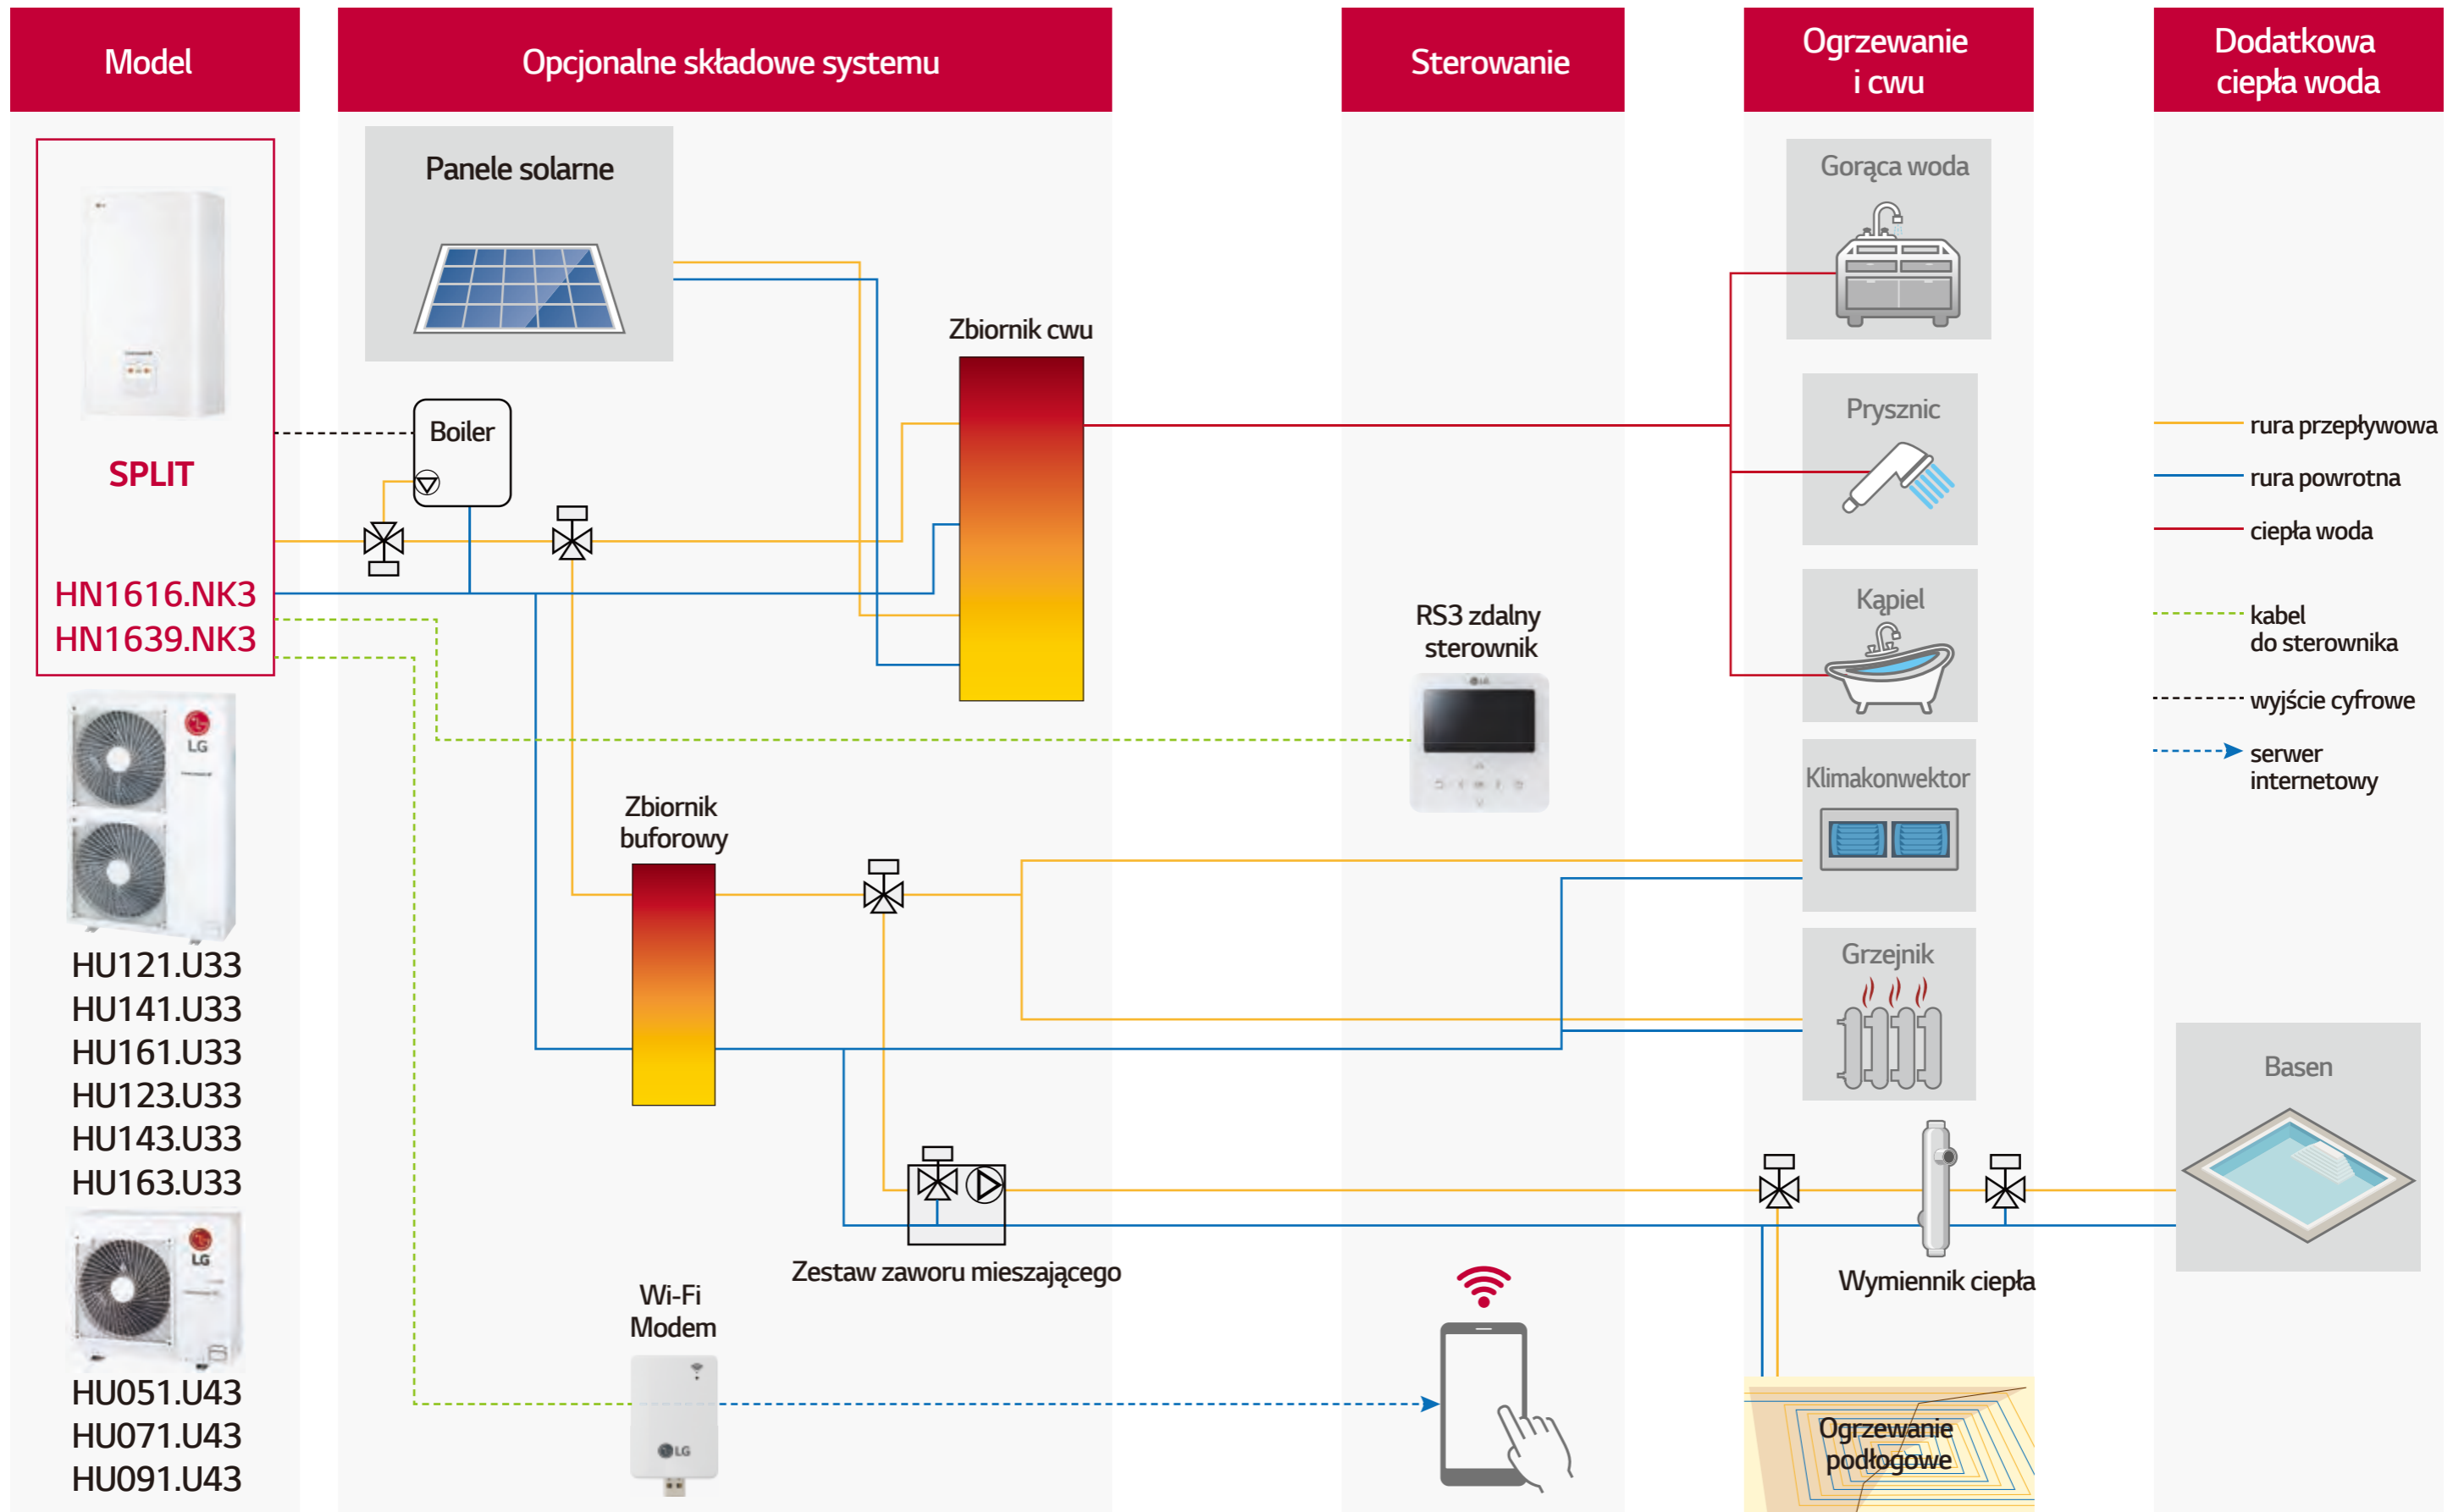 Model
Opcjonalne składowe systemu
Sterowanie
Ogrzewanie
i cwu
Dodatkowa
ciepła woda
SPLIT
HN1616.NK3
HN1639.NK3
LG
HU121.U33
HU141.U33
HU161.U33
HU123.U33
HU143.U33
HU163.U33
LG
HU051.U43
HU071.U43
HU091.U43
Panele solarne
Boiler
Zbiornik cwu
Zbiornik
buforowy
Zestaw zaworu mieszającego
Wi-Fi
Modem
LG
RS3 zdalny
sterownik
LG
Gorąca woda
Prysznic
Kąpiel
Klimakonwektor
Grzejnik
Wymiennik ciepła
Ogrzewanie
podłogowe
rura przepływowa
rura powrotna
ciepła woda
kabel
do sterownika
wyjście cyfrowe
serwer
internetowy
Basen